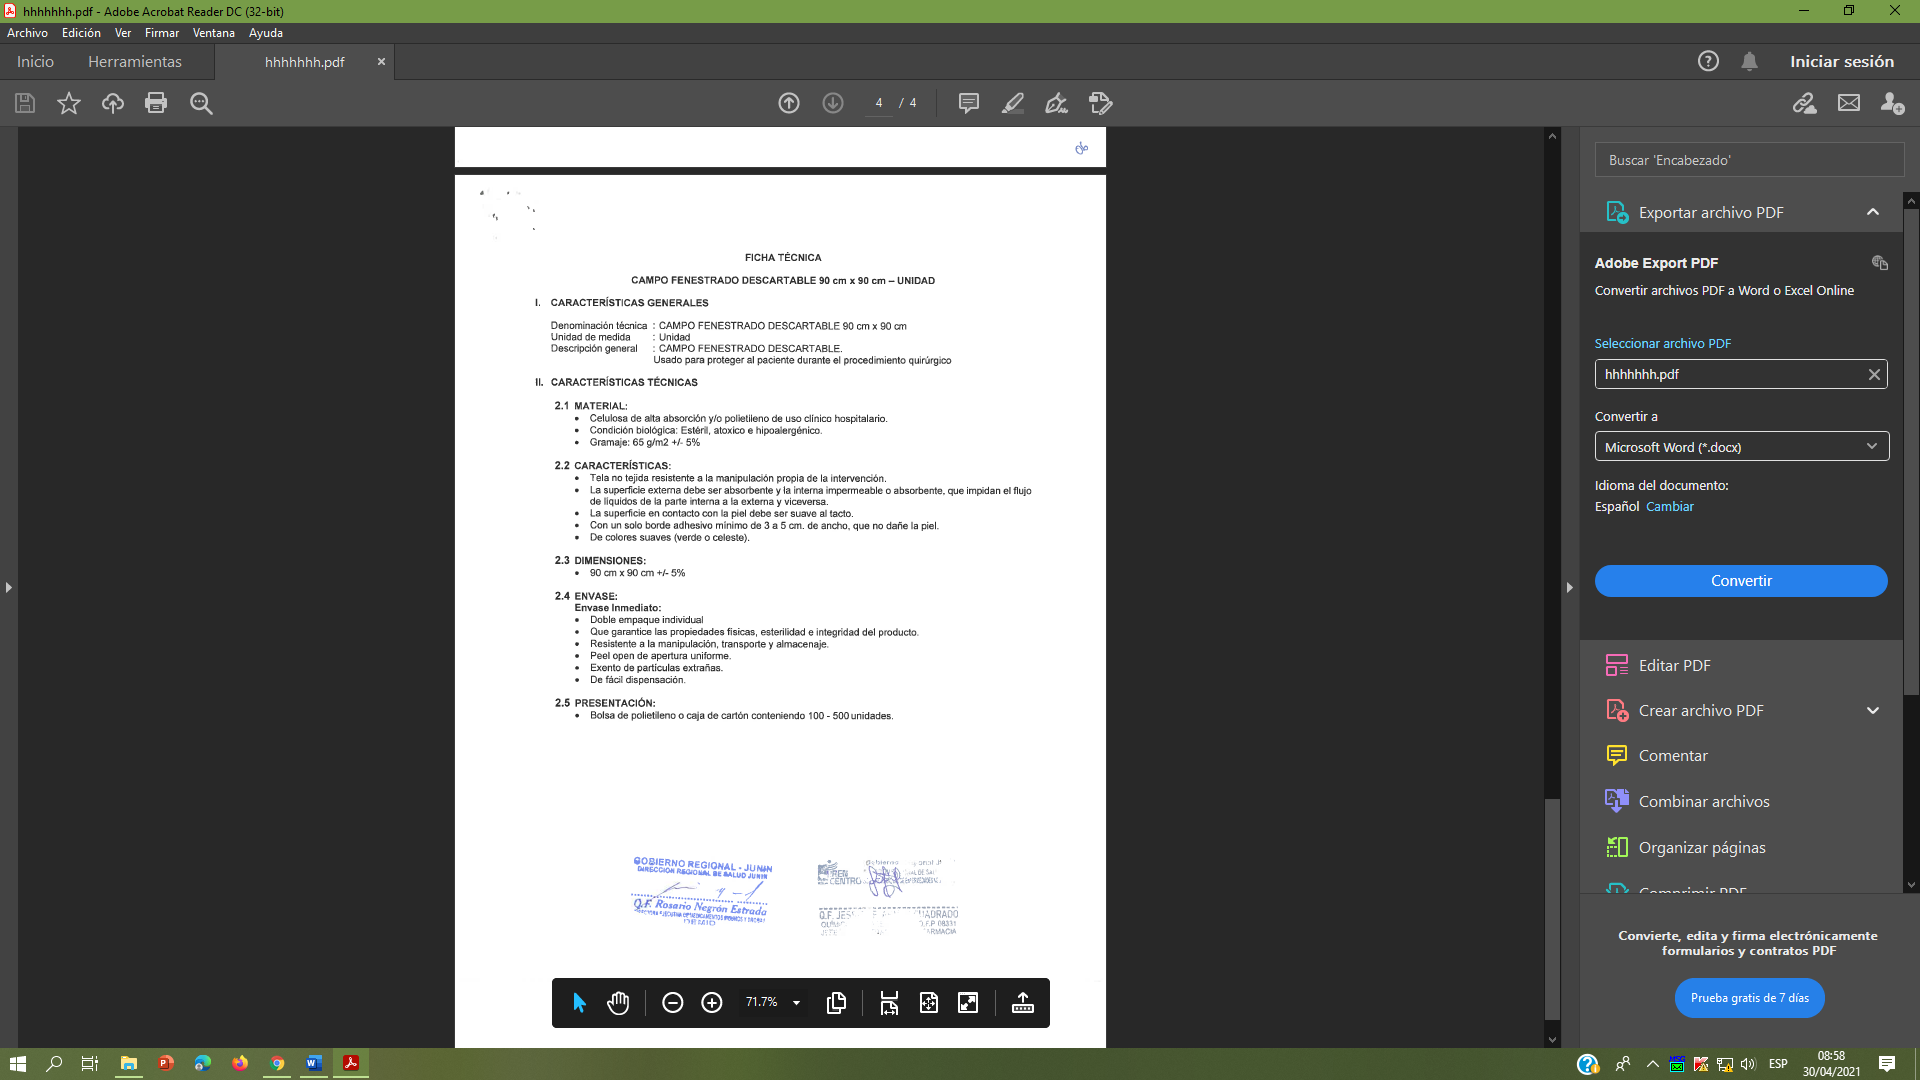 hhhhhhh.pdf - Adobe Acrobat Reader DC (32-bit)
Archivo Edición Ver Firmar Ventana Ayuda
Inicio Herramientas hhhhhhh.pdf Iniciar sesión
4 / 4
FICHA TÉCNICA
CAMPO FENESTRADO DESCARTABLE 90 cm x 90 cm – UNIDAD
I. CARACTERÍSTICAS GENERALES
Denominación técnica : CAMPO FENESTRADO DESCARTABLE 90 cm x 90 cm
Unidad de medida : Unidad
Descripción general : CAMPO FENESTRADO DESCARTABLE.
Usado para proteger al paciente durante el procedimiento quirúrgico
II. CARACTERÍSTICAS TÉCNICAS
2.1 MATERIAL:
• Celulosa de alta absorción y/o polietileno de uso clínico hospitalario.
• Condición biológica: Estéril, atoxico e hipoalergénico.
• Gramaje: 65 g/m2 +/- 5%
2.2 CARACTERÍSTICAS:
• Tela no tejida resistente a la manipulación propia de la intervención.
• La superficie externa debe ser absorbente y la interna impermeable o absorbente, que impidan el flujo
de líquidos de la parte interna a la externa y viceversa.
• La superficie en contacto con la piel debe ser suave al tacto.
• Con un solo borde adhesivo mínimo de 3 a 5 cm. de ancho, que no dañe la piel.
• De colores suaves (verde o celeste).
2.3 DIMENSIONES:
• 90 cm x 90 cm +/- 5%
2.4 ENVASE:
Envase Inmediato:
• Doble empaque individual
• Que garantice las propiedades físicas, esterilidad e integridad del producto.
• Resistente a la manipulación, transporte y almacenaje.
• Peel open de apertura uniforme.
• Exento de partículas extrañas.
• De fácil dispensación.
2.5 PRESENTACIÓN:
• Bolsa de polietileno o caja de cartón conteniendo 100 - 500 unidades.
GOBIERNO REGIONAL - JUNIN
DIRECCION REGIONAL DE SALUD JUNIN
Q.F. Rosario Negrón Estrada
CENTRO
CUADRADO
71.7%
Buscar 'Encabezado'
Exportar archivo PDF
Adobe Export PDF
Convertir archivos PDF a Word o Excel Online
Seleccionar archivo PDF
hhhhhhh.pdf
Convertir a
Microsoft Word (*.docx)
Idioma del documento:
Español Cambiar
Convertir
Editar PDF
Crear archivo PDF
Comentar
Combinar archivos
Organizar páginas
Comprimir PDF
Convierte, edita y firma electrónicamente
formularios y contratos PDF
Prueba gratis de 7 días
ESP
08:58
30/04/2021